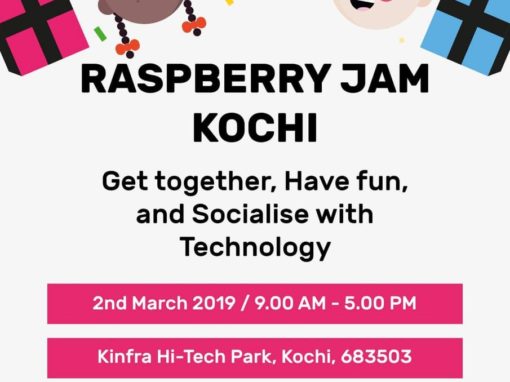 RASPBERRY JAM
KOCHI
Get together, Have fun,
and Socialise with
Technology
2nd March 2019 / 9.00 AM - 5.00 PM
Kinfra Hi-Tech Park, Kochi, 683503